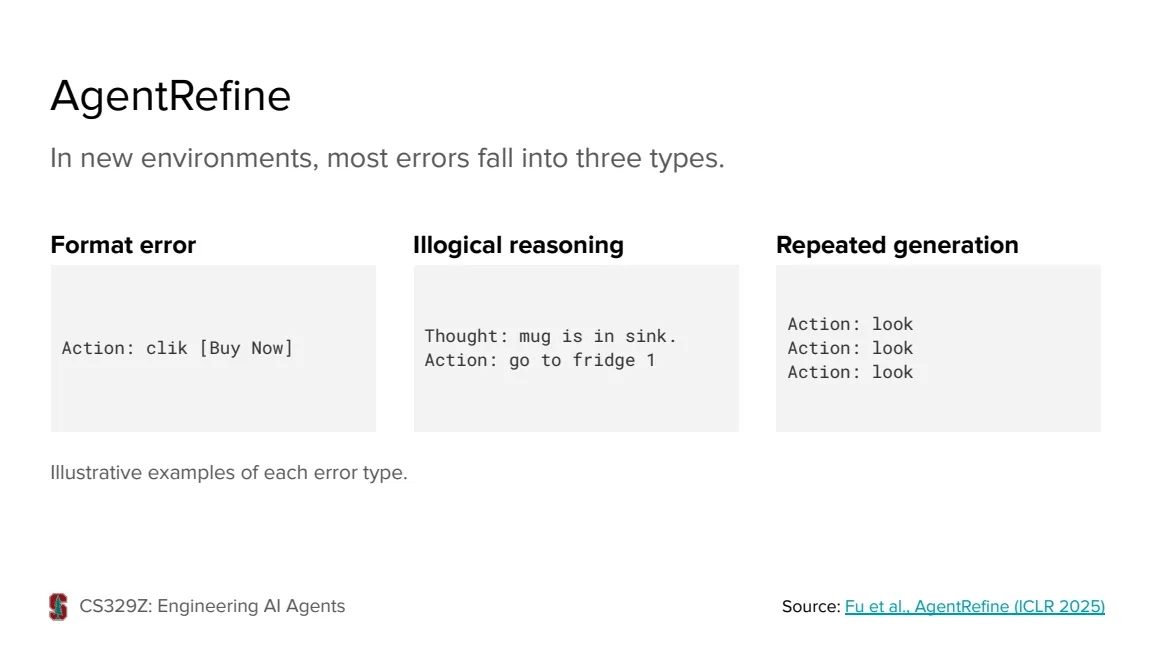 AgentRefine
In new environments, most errors fall into three types.
Format error
Action: clik [Buy Now]
Illogical reasoning
Thought: mug is in sink.
Action: go to fridge 1
Repeated generation
Action: look
Action: look
Action: look
Illustrative examples of each error type.
CS329Z: Engineering AI Agents
Source: Fu et al., AgentRefine (ICLR 2025)